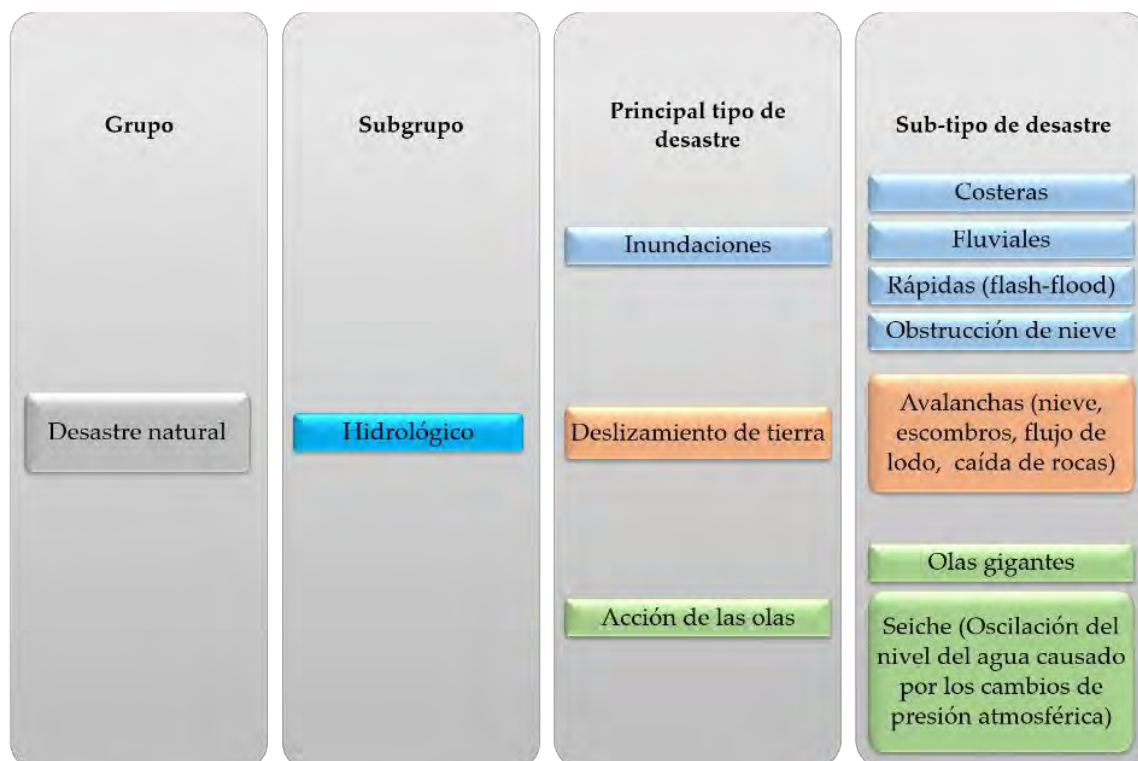 Grupo
Desastre natural
Subgrupo
Hidrológico
Principal tipo de
desastre
Inundaciones
Deslizamiento de tierra
Acción de las olas
Sub-tipo de desastre
Costeras
Fluviales
Rápidas (flash-flood)
Obstrucción de nieve
Avalanchas (nieve,
escombros, flujo de
lodo, caída de rocas)
Olas gigantes
Seiche (Oscilación del
nivel del agua causado
por los cambios de
presión atmosférica)